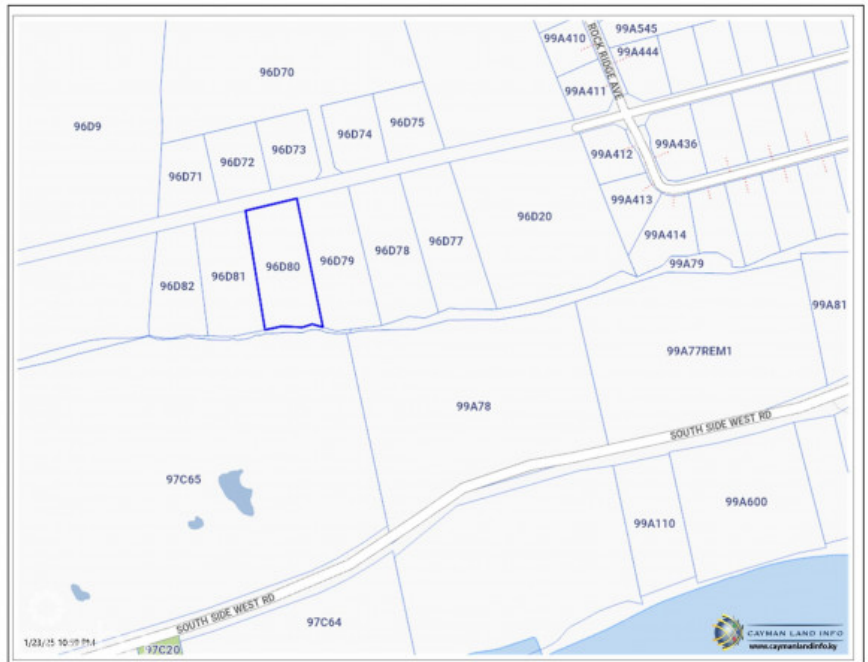 99A545
99A410
99A444
ROCK RIDGE AVE
96D70
99A411
96D9
96D75
96D74
96D73
96D72
96D71
99A436
99A412
99A413
96D20
99A414
96D77
96D78
96D79
96D80
96D81
96D82
99A79
99A81
99A77REM1
99A78
SOUTH SIDE WEST RD
97C65
99A600
99A110
SOUTH SIDE WEST RD
97C64
97C20
CAYMAN LAND INFO
www.caymanlandinfo.ky